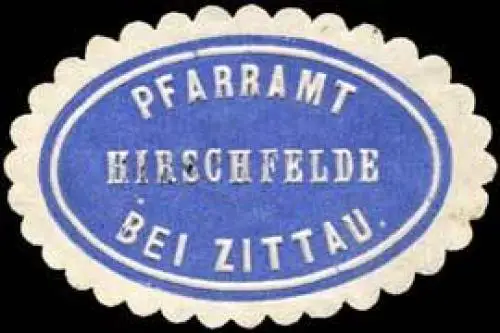 PFARRAMT
HIRSCHFELDE
BEI ZITTAU.